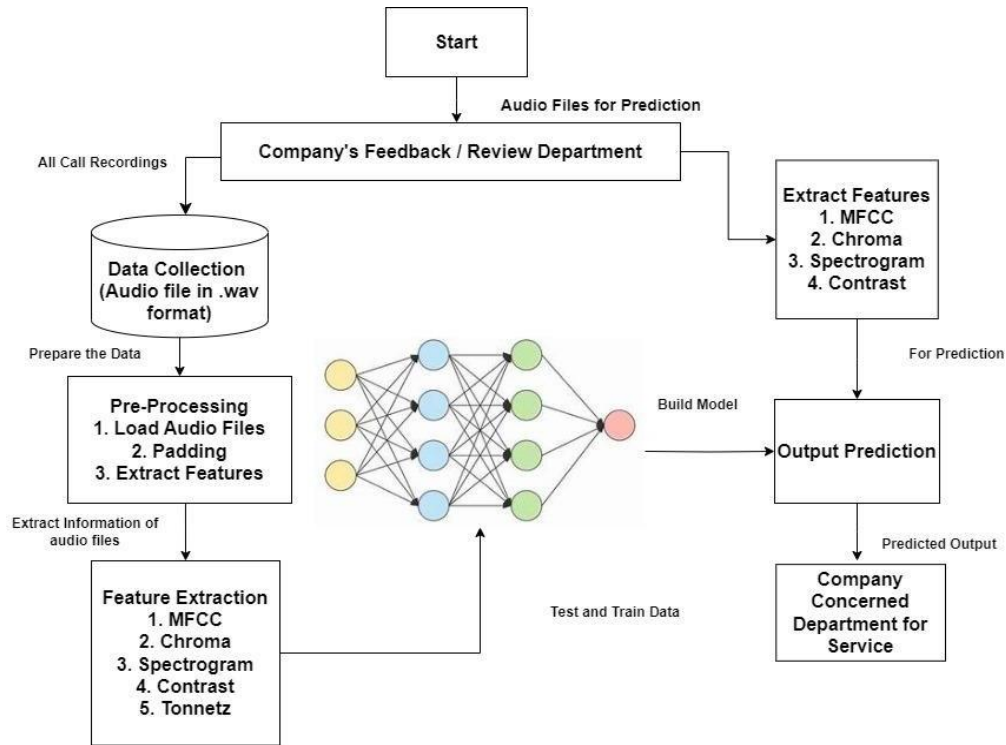 Start
Audio Files for Prediction
Company's Feedback / Review Department
All Call Recordings
Data Collection
(Audio file in .wav
format)
Prepare the Data
Pre-Processing
1. Load Audio Files
2. Padding
3. Extract Features
Extract Information of
audio files
Feature Extraction
1. MFCC
2. Chroma
3. Spectrogram
4. Contrast
5. Tonnetz
Test and Train Data
Build Model
Extract Features
1. MFCC
2. Chroma
3. Spectrogram
4. Contrast
For Prediction
Output Prediction
Predicted Output
Company
Concerned
Department for
Service